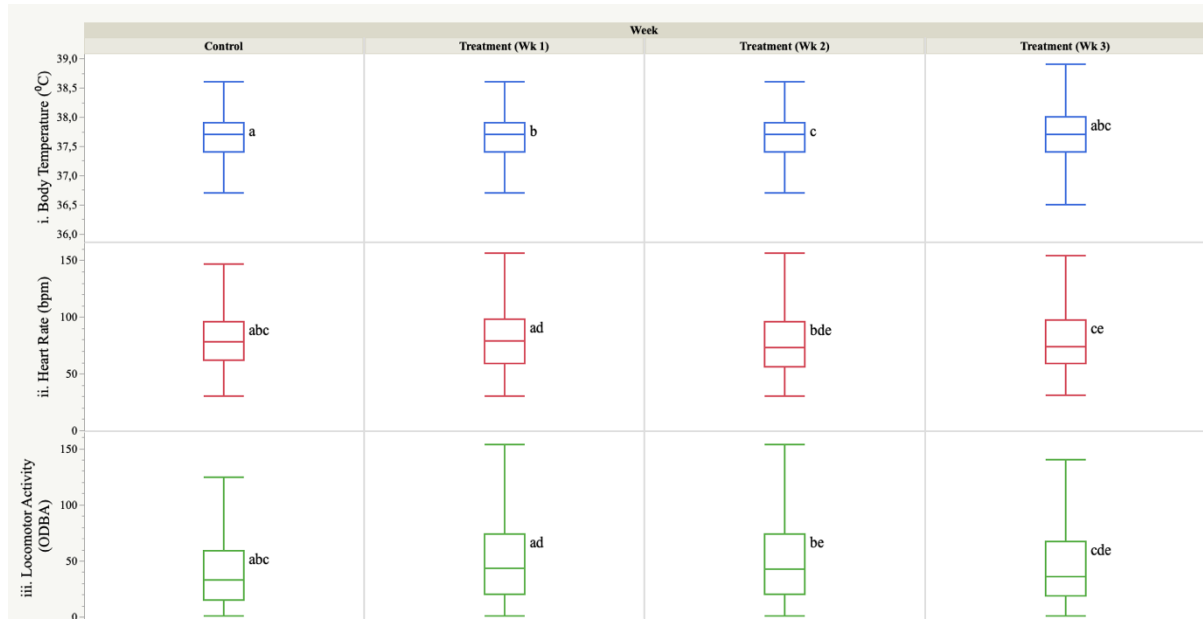 Week
Control Treatment (Wk 1) Treatment (Wk 2) Treatment (Wk 3)
i. Body Temperature (⁰C)
39,0
38,5
38,0
37,5
37,0
36,5
36,0
a b c abc
ii. Heart Rate (bpm)
150
100
50
0
abc ad bde ce
iii. Locomotor Activity
(ODBA)
150
100
50
0
abc ad be cde